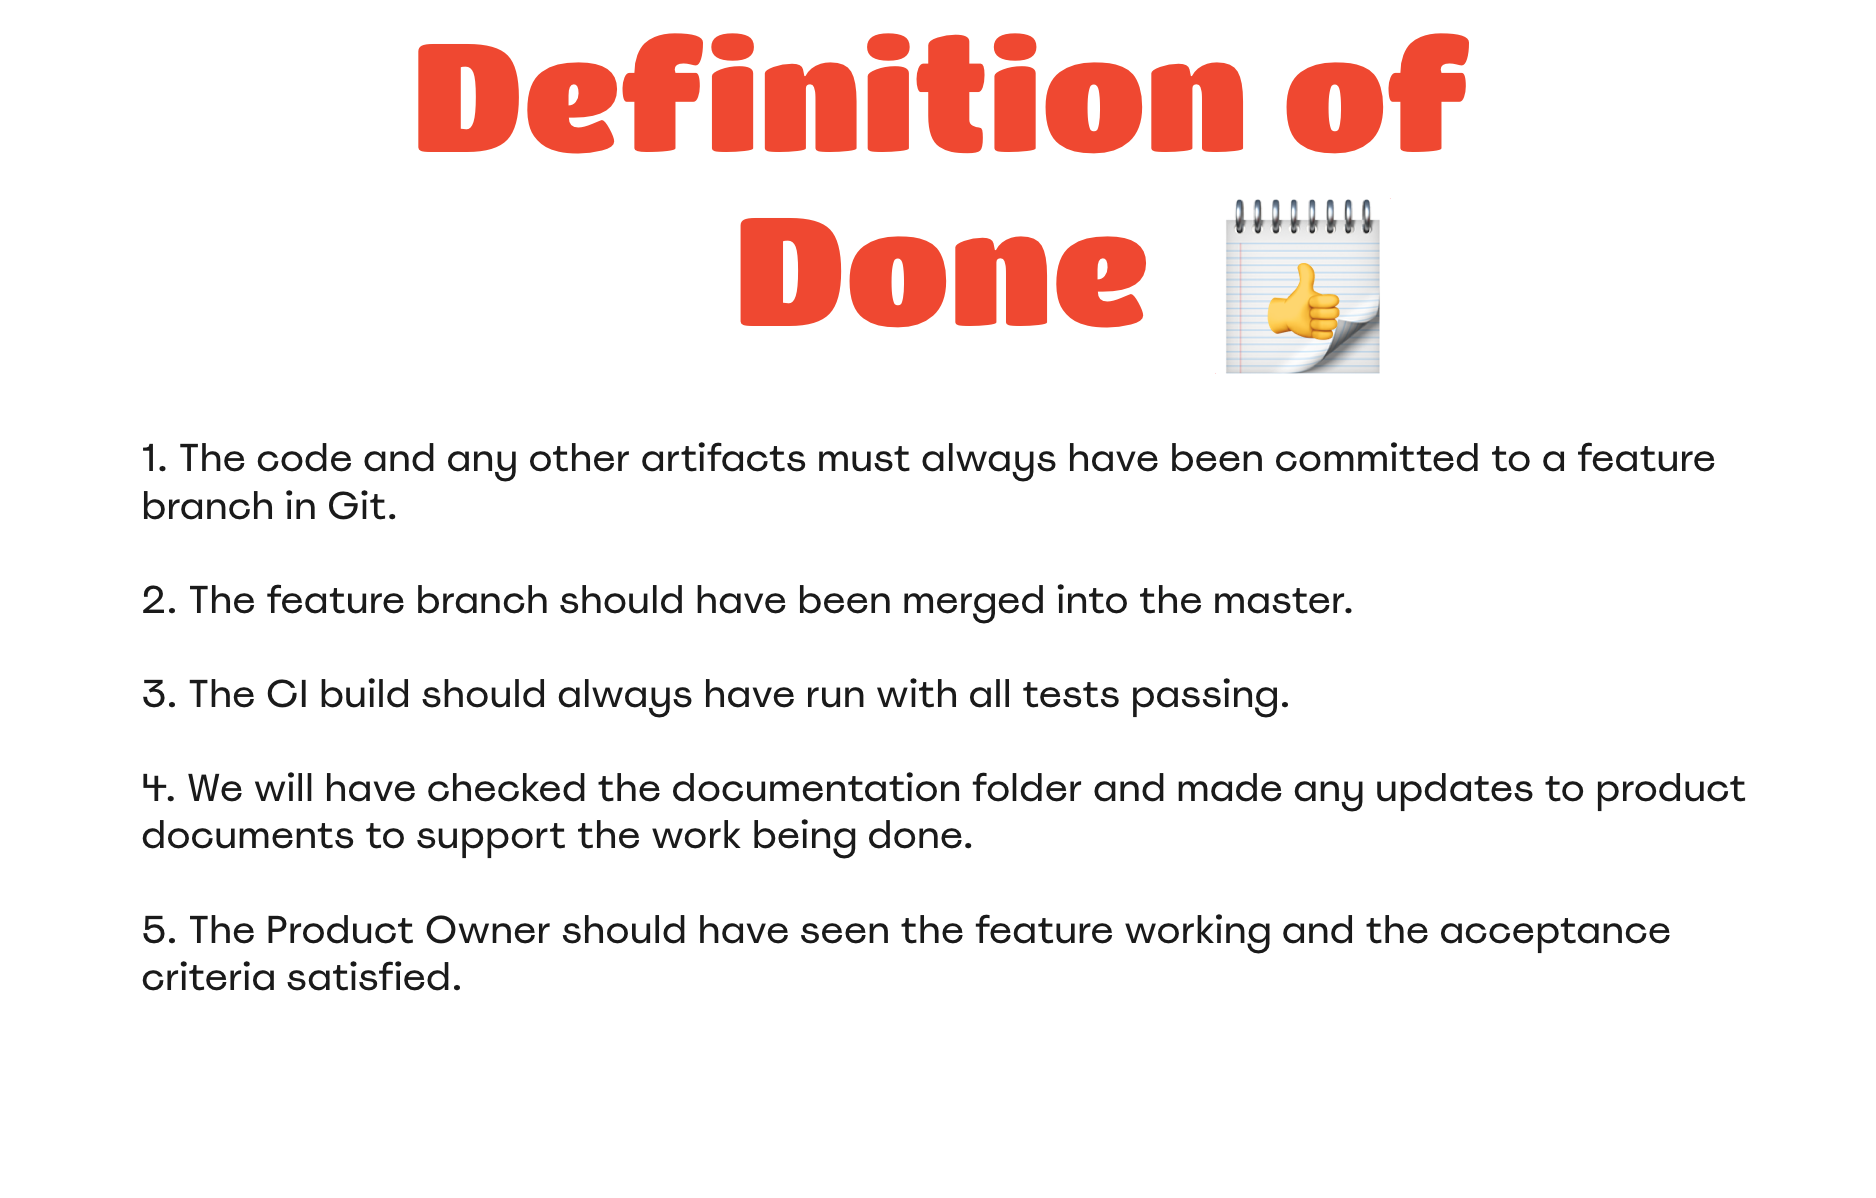 Definition of
Done
1. The code and any other artifacts must always have been committed to a feature
branch in Git.
2. The feature branch should have been merged into the master.
3. The CI build should always have run with all tests passing.
4. We will have checked the documentation folder and made any updates to product
documents to support the work being done.
5. The Product Owner should have seen the feature working and the acceptance
criteria satisfied.